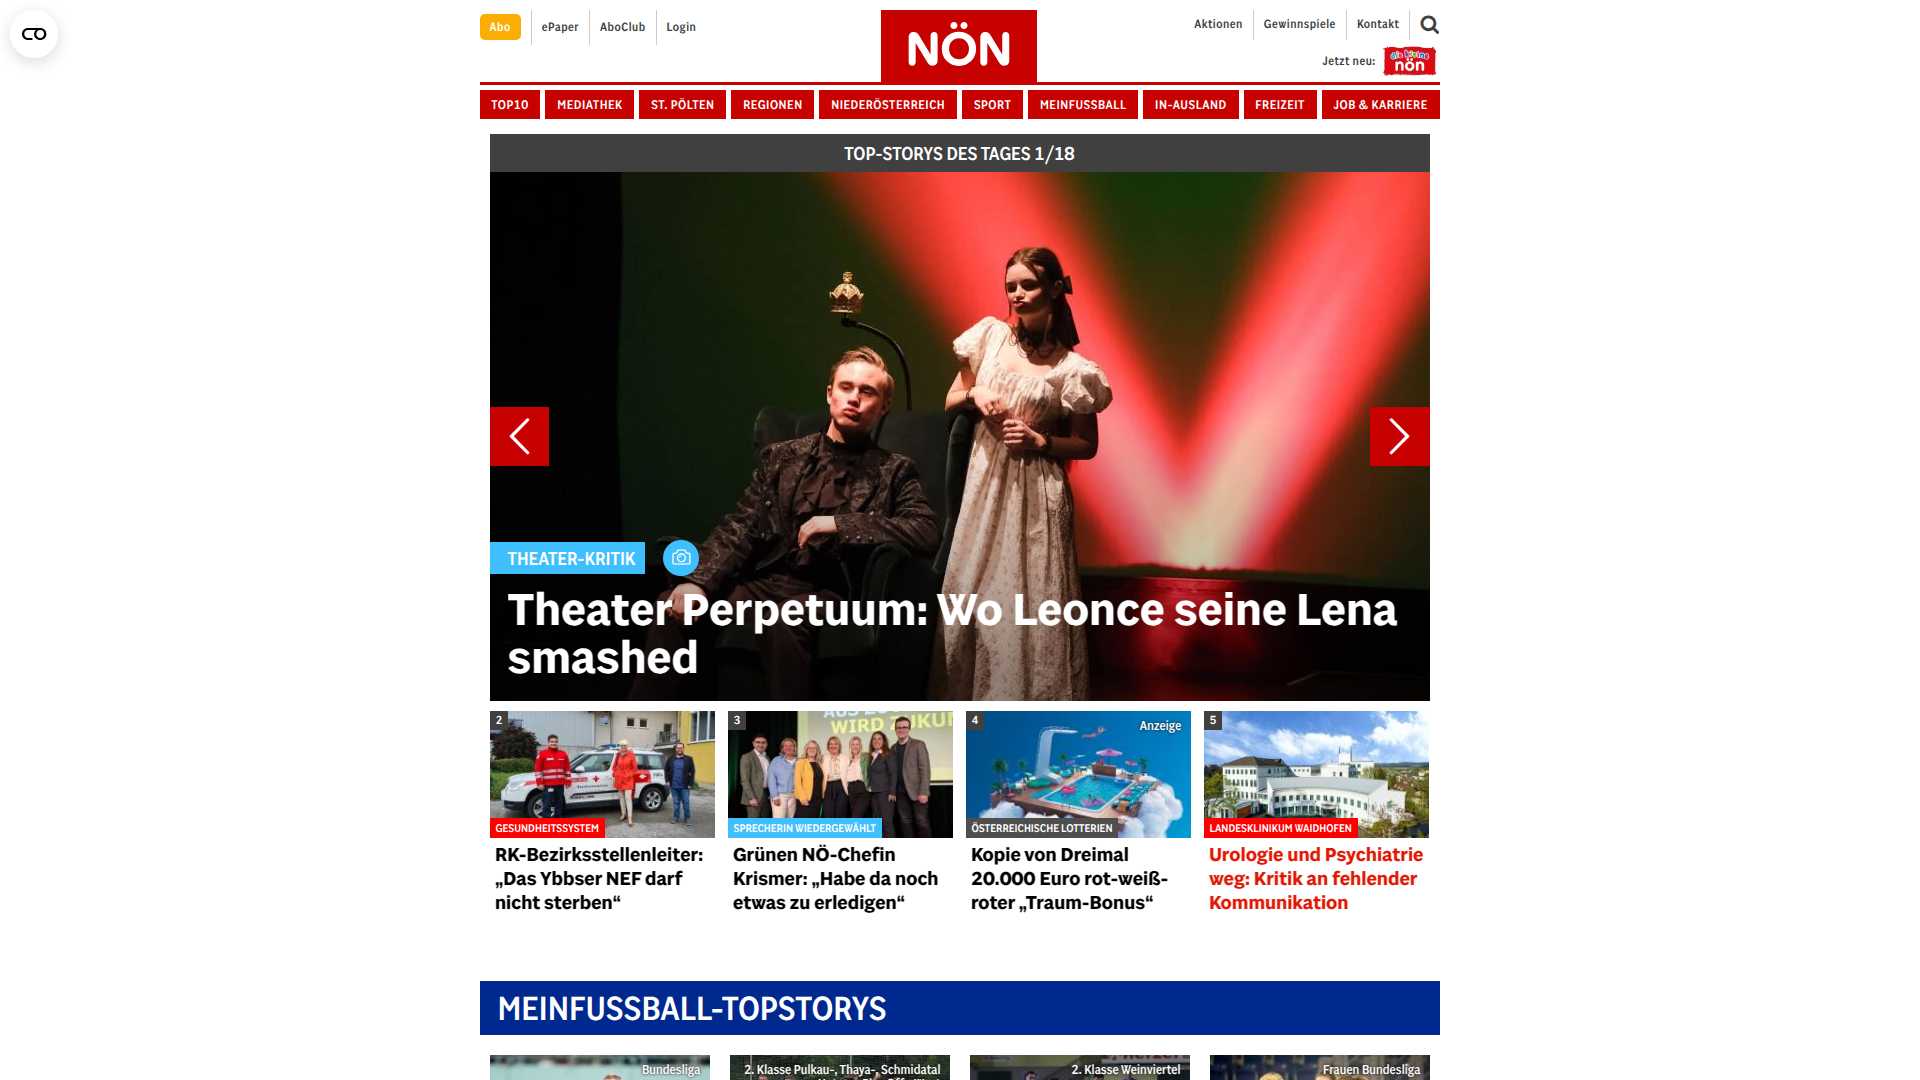 Abo
ePaper
AboClub
Login
NÖN
Aktionen
Gewinnspiele
Kontakt
Jetzt neu:
die kleine
nön
TOP10
MEDIATHEK
ST. PÖLTEN
REGIONEN
NIEDERÖSTERREICH
SPORT
MEINFUSSBALL
IN-AUSLAND
FREIZEIT
JOB & KARRIERE
TOP-STORYS DES TAGES 1/18
THEATER-KRITIK
Theater Perpetuum: Wo Leonce seine Lena
smashed
2
GESUNDHEITSSYSTEM
RK-Bezirksstellenleiter:
„Das Ybbser NEF darf
nicht sterben“
3
WIRD ZUKU
SPRECHERIN WIEDERGEWÄHLT
Grünen NÖ-Chefin
Krismer: „Habe da noch
etwas zu erledigen“
4
Anzeige
ÖSTERREICHISCHE LOTTERIEN
Kopie von Dreimal
20.000 Euro rot-weiß-
roter „Traum-Bonus“
5
LANDESKLINIKUM WAIDHOFEN
Urologie und Psychiatrie
weg: Kritik an fehlender
Kommunikation
MEINFUSSBALL-TOPSTORYS
Bundesliga
2. Klasse Pulkau-, Thaya-, Schmidatal
2. Klasse Weinviertel
Frauen Bundesliga